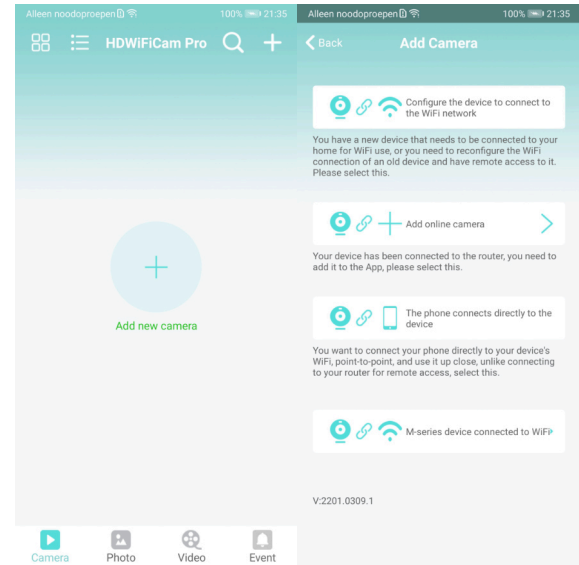 Alleen noodoproepen 100% 21:35
HDWiFiCam Pro
Add new camera
Camera Photo Video Event
Alleen noodoproepen 100% 21:35
Back Add Camera
Configure the device to connect to
the WiFi network
You have a new device that needs to be connected to your
home for WiFi use, or you need to reconfigure the WiFi
connection of an old device and have remote access to it.
Please select this.
Add online camera
Your device has been connected to the router, you need to
add it to the App, please select this.
The phone connects directly to the
device
You want to connect your phone directly to your device's
WiFi, point-to-point, and use it up close, unlike connecting
to your router for remote access, select this.
M-series device connected to WiFi
V:2201.0309.1